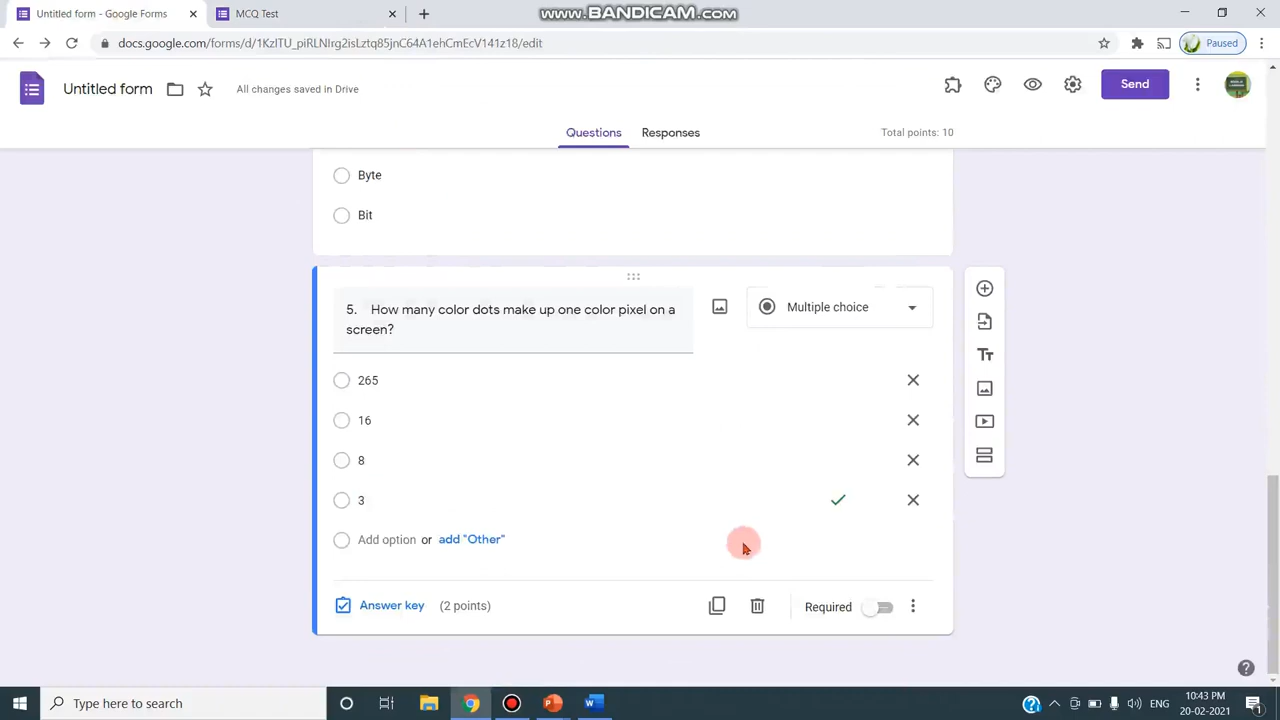 Untitled form - Google Forms
MCQ Test
www.BANDICAM.com
docs.google.com/forms/d/1KzlTU_piRLNIrg2isLztq85jnC64A1ehCmEcV141z18/edit
Paused
Untitled form
All changes saved in Drive
Send
Questions
Responses
Total points: 10
Byte
Bit
5. How many color dots make up one color pixel on a
screen?
Multiple choice
265
16
8
3
Add option or add "Other"
Answer key (2 points)
Required
Type here to search
ENG
10:43 PM
20-02-2021